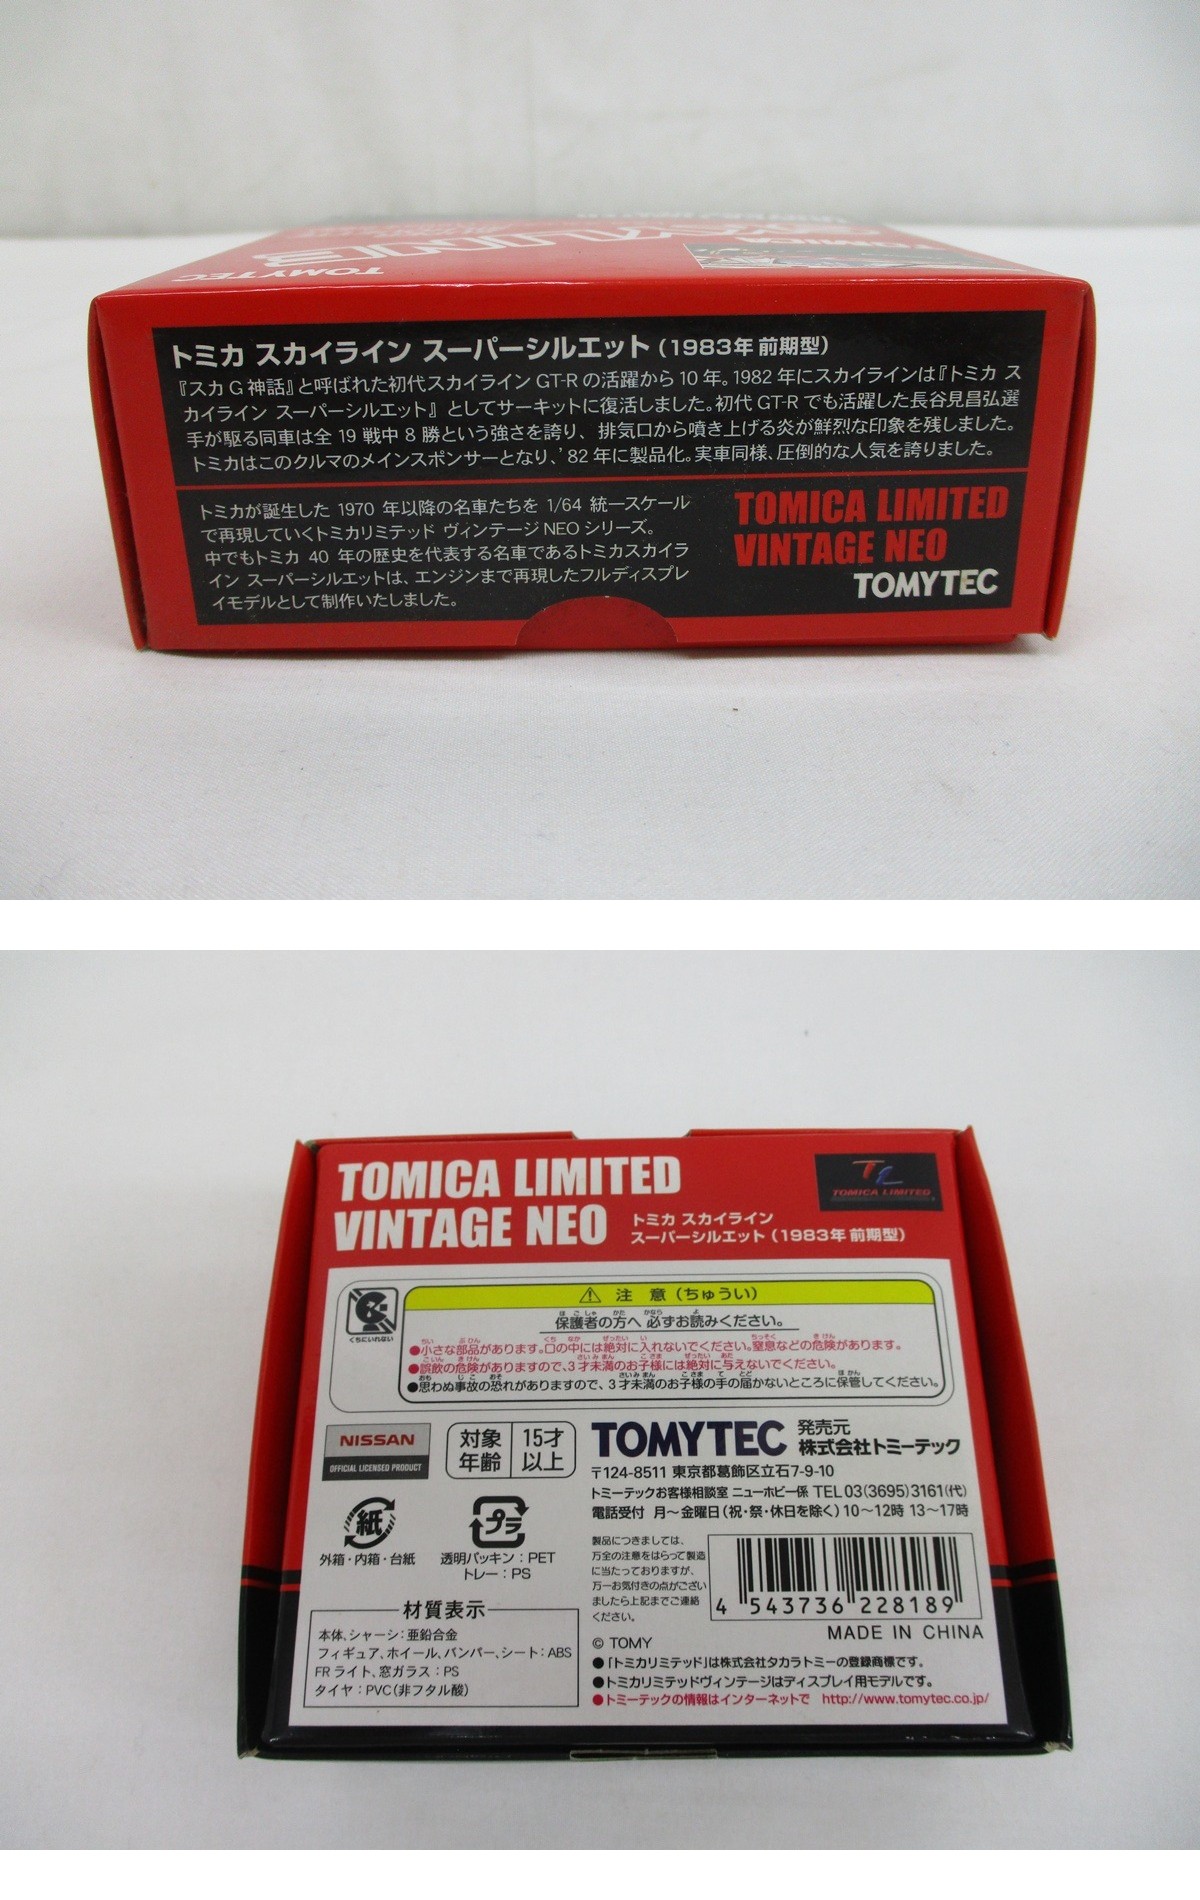 TOMICA
TOMYTEC
トミカ スカイライン スーパーシルエット(1983年 前期型)
『スカG 神話』と呼ばれた初代スカイライン GT-R の活躍から 10 年。1982 年にスカイラインは『トミカ ス
カイライン スーパーシルエット』としてサーキットに復活しました。初代 GT-R でも活躍した長谷見昌弘選
手が駆る同車は全 19 戦中 8 勝という強さを誇り、排気口から噴き上げる炎が鮮烈な印象を残しました。
トミカはこのクルマのメインスポンサーとなり、'82 年に製品化。実車同様、圧倒的な人気を誇りました。
トミカが誕生した 1970 年以降の名車たちを 1/64 統一スケール
で再現していくトミカリミテッド ヴィンテージ NEO シリーズ。
中でもトミカ 40 年の歴史を代表する名車であるトミカスカイラ
イン スーパーシルエットは、エンジンまで再現したフルディスプレ
イモデルとして制作いたしました。
TOMICA LIMITED
VINTAGE NEO
TOMYTEC
TOMICA LIMITED
VINTAGE NEO
トミカ スカイライン
スーパーシルエット(1983年 前期型)
TL
TOMICA LIMITED
くちにいれない
⚠ 注 意(ちゅうい)
保護者の方へ 必ずお読みください。
●小さな部品があります。口の中には絶対に入れないでください。窒息などの危険があります。
●誤飲の危険がありますので、3才未満のお子様には絶対に与えないでください。
●思わぬ事故の恐れがありますので、3才未満のお子様の手の届かないところに保管してください。
NISSAN
OFFICIAL LICENSED PRODUCT
対象
年齢
15才
以上
紙
外箱・内箱・台紙
プラ
透明パッキン:PET
トレー:PS
材質表示
本体、シャーシ:亜鉛合金
フィギュア、ホイール、バンパー、シート:ABS
FRライト、窓ガラス:PS
タイヤ:PVC(非フタル酸)
TOMYTEC 発売元
株式会社トミーテック
〒124-8511 東京都葛飾区立石7-9-10
トミーテックお客様相談室 ニューホビー係 TEL 03(3695)3161(代)
電話受付 月〜金曜日(祝・祭・休日を除く)10〜12時 13〜17時
製品につきましては、
万全の注意をはらって製造
に当たっておりますが、
万一お気付きの点がござい
ましたら上記までご連絡
ください。
4 543736 228189
MADE IN CHINA
© TOMY
●「トミカリミテッド」は株式会社タカラトミーの登録商標です。
●トミカリミテッドヴィンテージはディスプレイ用モデルです。
●トミーテックの情報はインターネットで http://www.tomytec.co.jp/